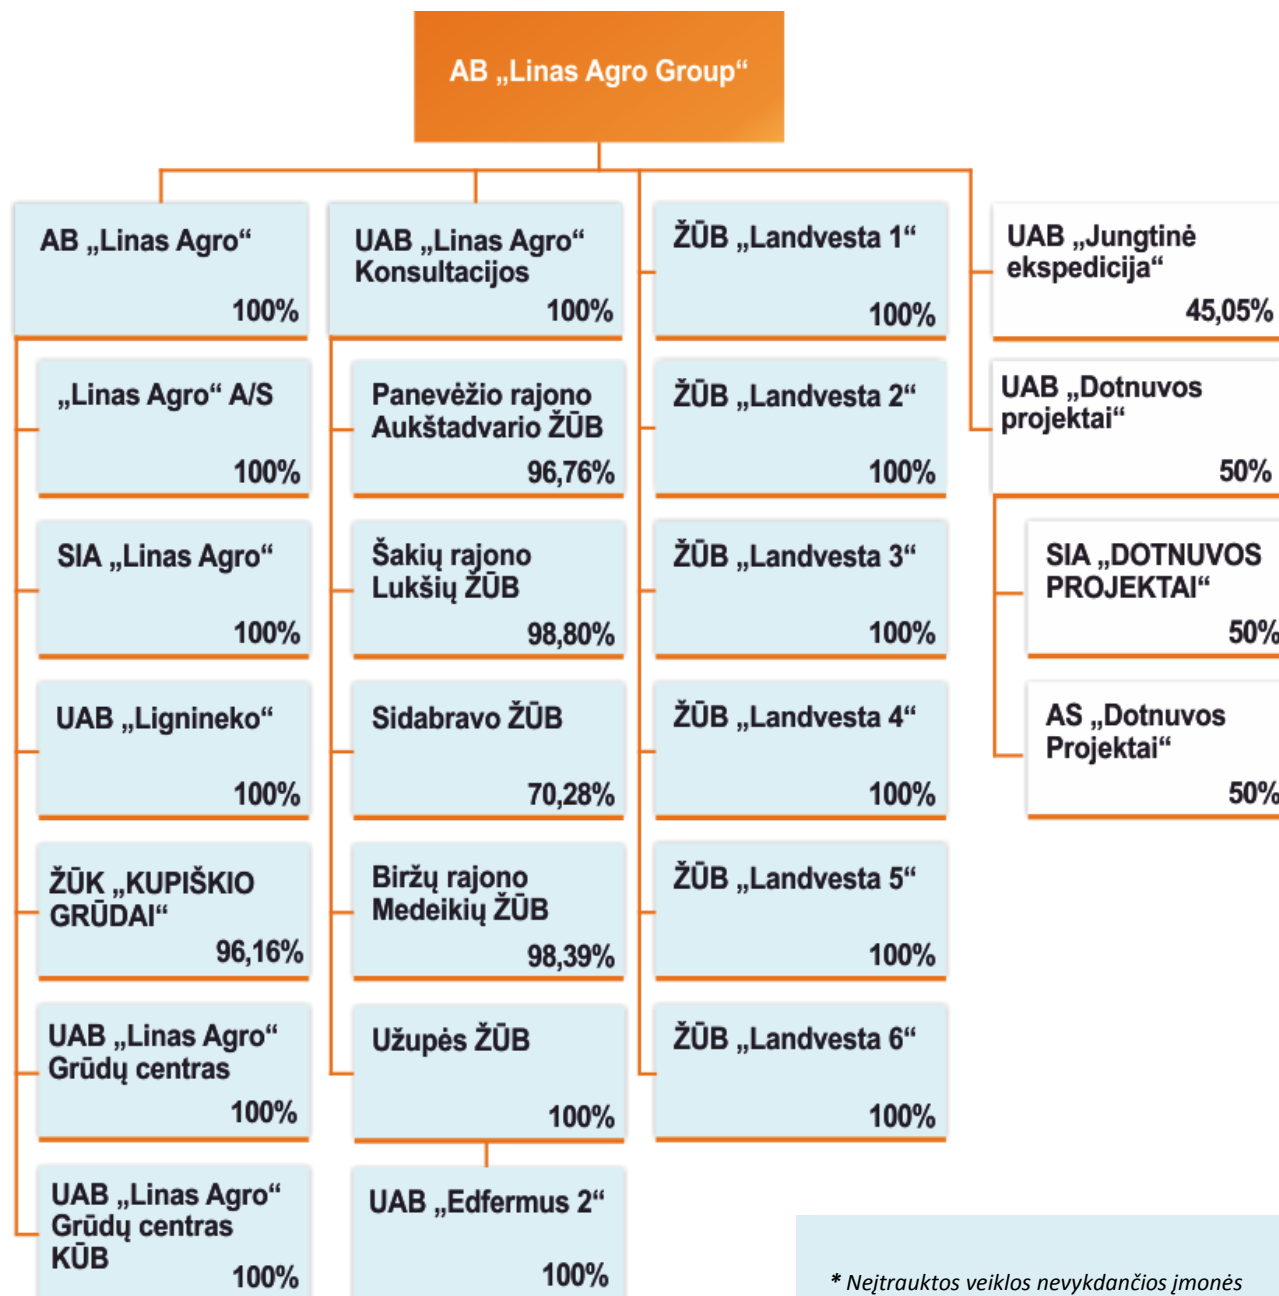 AB „Linas Agro Group“
AB „Linas Agro“
100%
„Linas Agro“ A/S
100%
SIA „Linas Agro“
100%
UAB „Lignineko“
100%
ŽŪK „KUPIŠKIO
GRŪDAI“
96,16%
UAB „Linas Agro“
Grūdų centras
100%
UAB „Linas Agro“
Grūdų centras
KŪB
100%
UAB „Linas Agro“
Konsultacijos
100%
Panevėžio rajono
Aukštadvario ŽŪB
96,76%
Šakių rajono
Lukšių ŽŪB
98,80%
Sidabravo ŽŪB
70,28%
Biržų rajono
Medeikių ŽŪB
98,39%
Užupės ŽŪB
100%
UAB „Edfermus 2“
100%
ŽŪB „Landvesta 1“
100%
ŽŪB „Landvesta 2“
100%
ŽŪB „Landvesta 3“
100%
ŽŪB „Landvesta 4“
100%
ŽŪB „Landvesta 5“
100%
ŽŪB „Landvesta 6“
100%
UAB „Jungtinė
ekspedicija“
45,05%
UAB „Dotnuvos
projektai“
50%
SIA „DOTNUVOS
PROJEKTAI“
50%
AS „Dotnuvos
Projektai“
50%
* Neįtrauktos veiklos nevykdančios įmonės